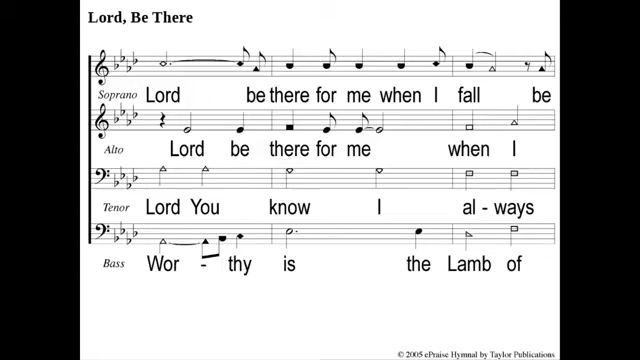 Lord, Be There
Soprano Lord be there for me when I fall be
Alto Lord be there for me when I
Tenor Lord You know I al - ways
Bass Wor - thy is the Lamb of
© 2005 ePraise Hymnal by Taylor Publications